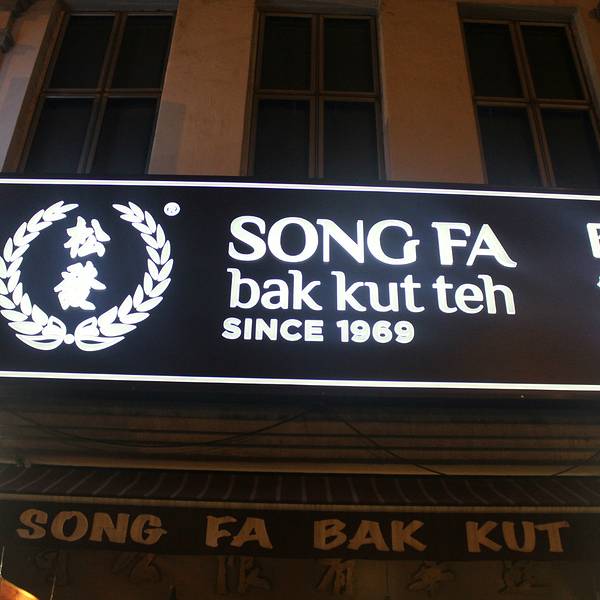 松
發
SONG FA
bak kut teh
SINCE 1969
SONG FA BAK KUT